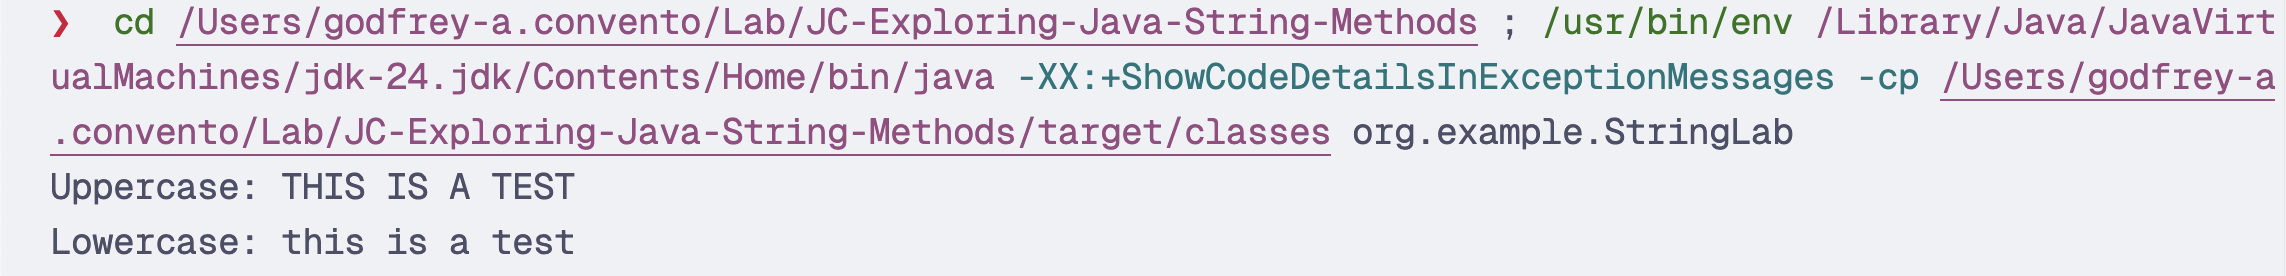 ❯ cd /Users/godfrey-a.convento/Lab/JC-Exploring-Java-String-Methods ; /usr/bin/env /Library/Java/JavaVirt
ualMachines/jdk-24.jdk/Contents/Home/bin/java -XX:+ShowCodeDetailsInExceptionMessages -cp /Users/godfrey-a
.convento/Lab/JC-Exploring-Java-String-Methods/target/classes org.example.StringLab
Uppercase: THIS IS A TEST
Lowercase: this is a test